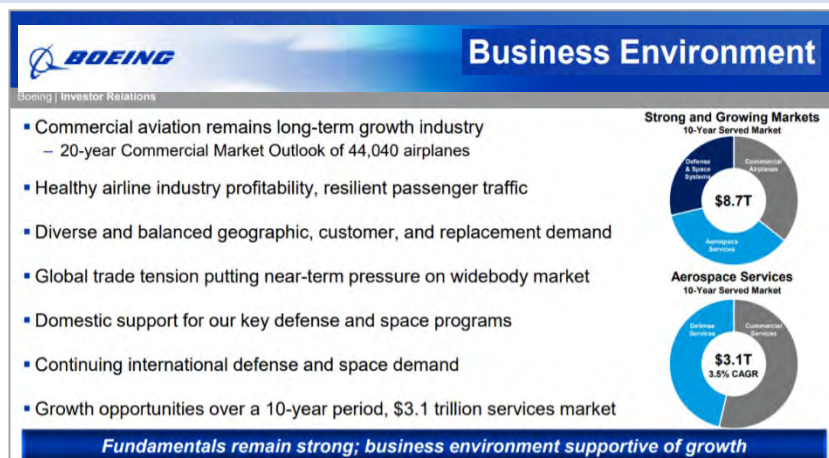 BOEING
Business Environment
Boeing | Investor Relations
▪ Commercial aviation remains long-term growth industry
– 20-year Commercial Market Outlook of 44,040 airplanes
▪ Healthy airline industry profitability, resilient passenger traffic
▪ Diverse and balanced geographic, customer, and replacement demand
▪ Global trade tension putting near-term pressure on widebody market
▪ Domestic support for our key defense and space programs
▪ Continuing international defense and space demand
▪ Growth opportunities over a 10-year period, $3.1 trillion services market
Strong and Growing Markets
10-Year Served Market
Defense
& Space
Systems
Commercial
Airplanes
$8.7T
Aerospace
Services
Aerospace Services
10-Year Served Market
Defense
Services
Commercial
Services
$3.1T
3.5% CAGR
Fundamentals remain strong; business environment supportive of growth